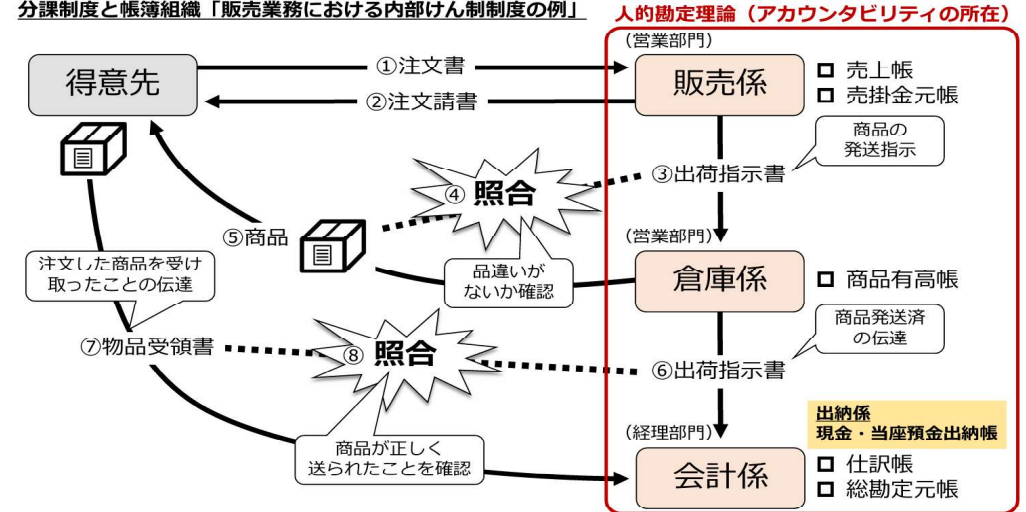 分課制度と帳簿組織「販売業務における内部けん制制度の例」
人的勘定理論（アカウンタビリティの所在）
（営業部門）
得意先
①注文書
②注文請書
販売係
売上帳
売掛金元帳
商品の
発送指示
③出荷指示書
④
照合
⑤商品
品違いが
ないか確認
（営業部門）
倉庫係
商品有高帳
注文した商品を受け
取ったことの伝達
商品発送済
の伝達
⑦物品受領書
⑧
照合
⑥出荷指示書
商品が正しく
送られたことを確認
出納係
現金・当座預金出納帳
（経理部門）
会計係
仕訳帳
総勘定元帳